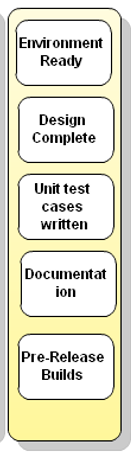 Environment
Ready
Design
Complete
Unit test
cases
written
Documentat
ion
Pre-Release
Builds